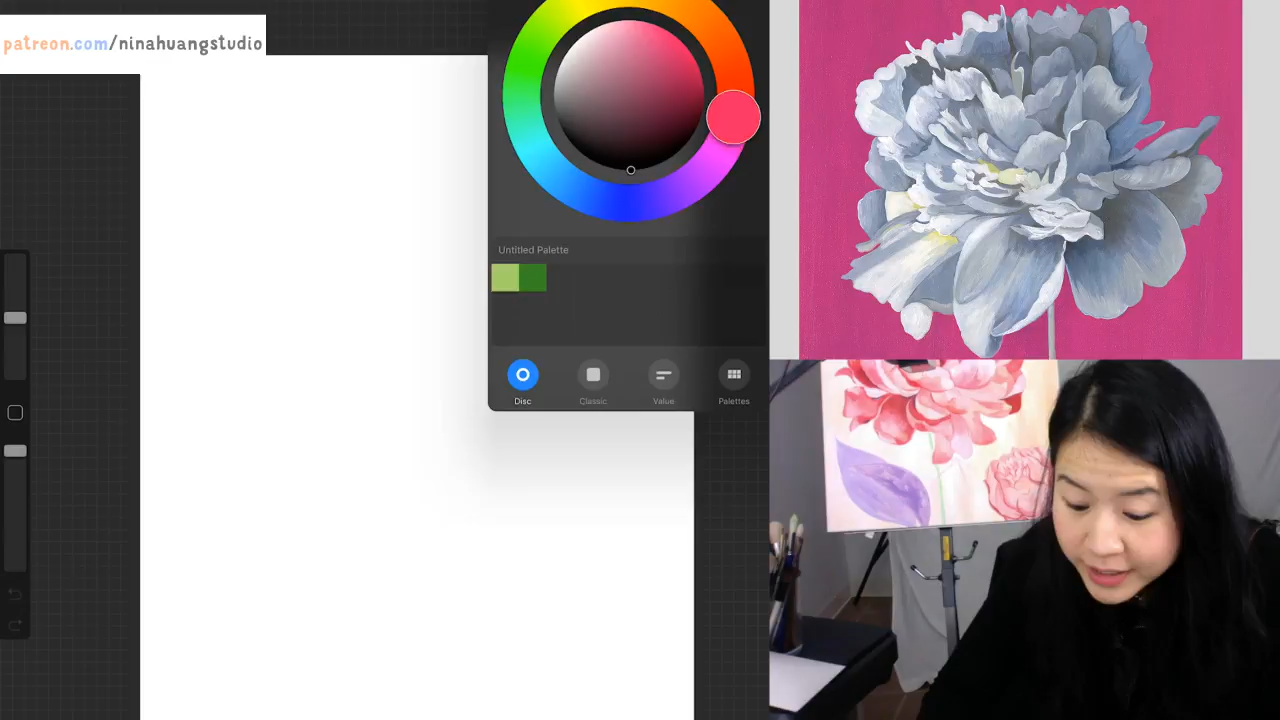 patreon.com/ninahuangstudio
Untitled Palette
Disc
Classic
Value
Palettes